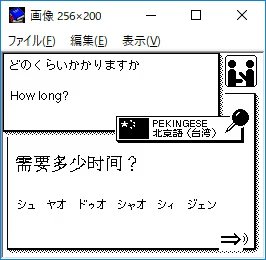 画像 256×200
ファイル(F) 編集(E) 表示(V)
どのくらいかかりますか
How long?
PEKINGESE
北京語〈台湾〉
需要多少时间？
シュ ヤオ ドゥオ シャオ シィ ジェン